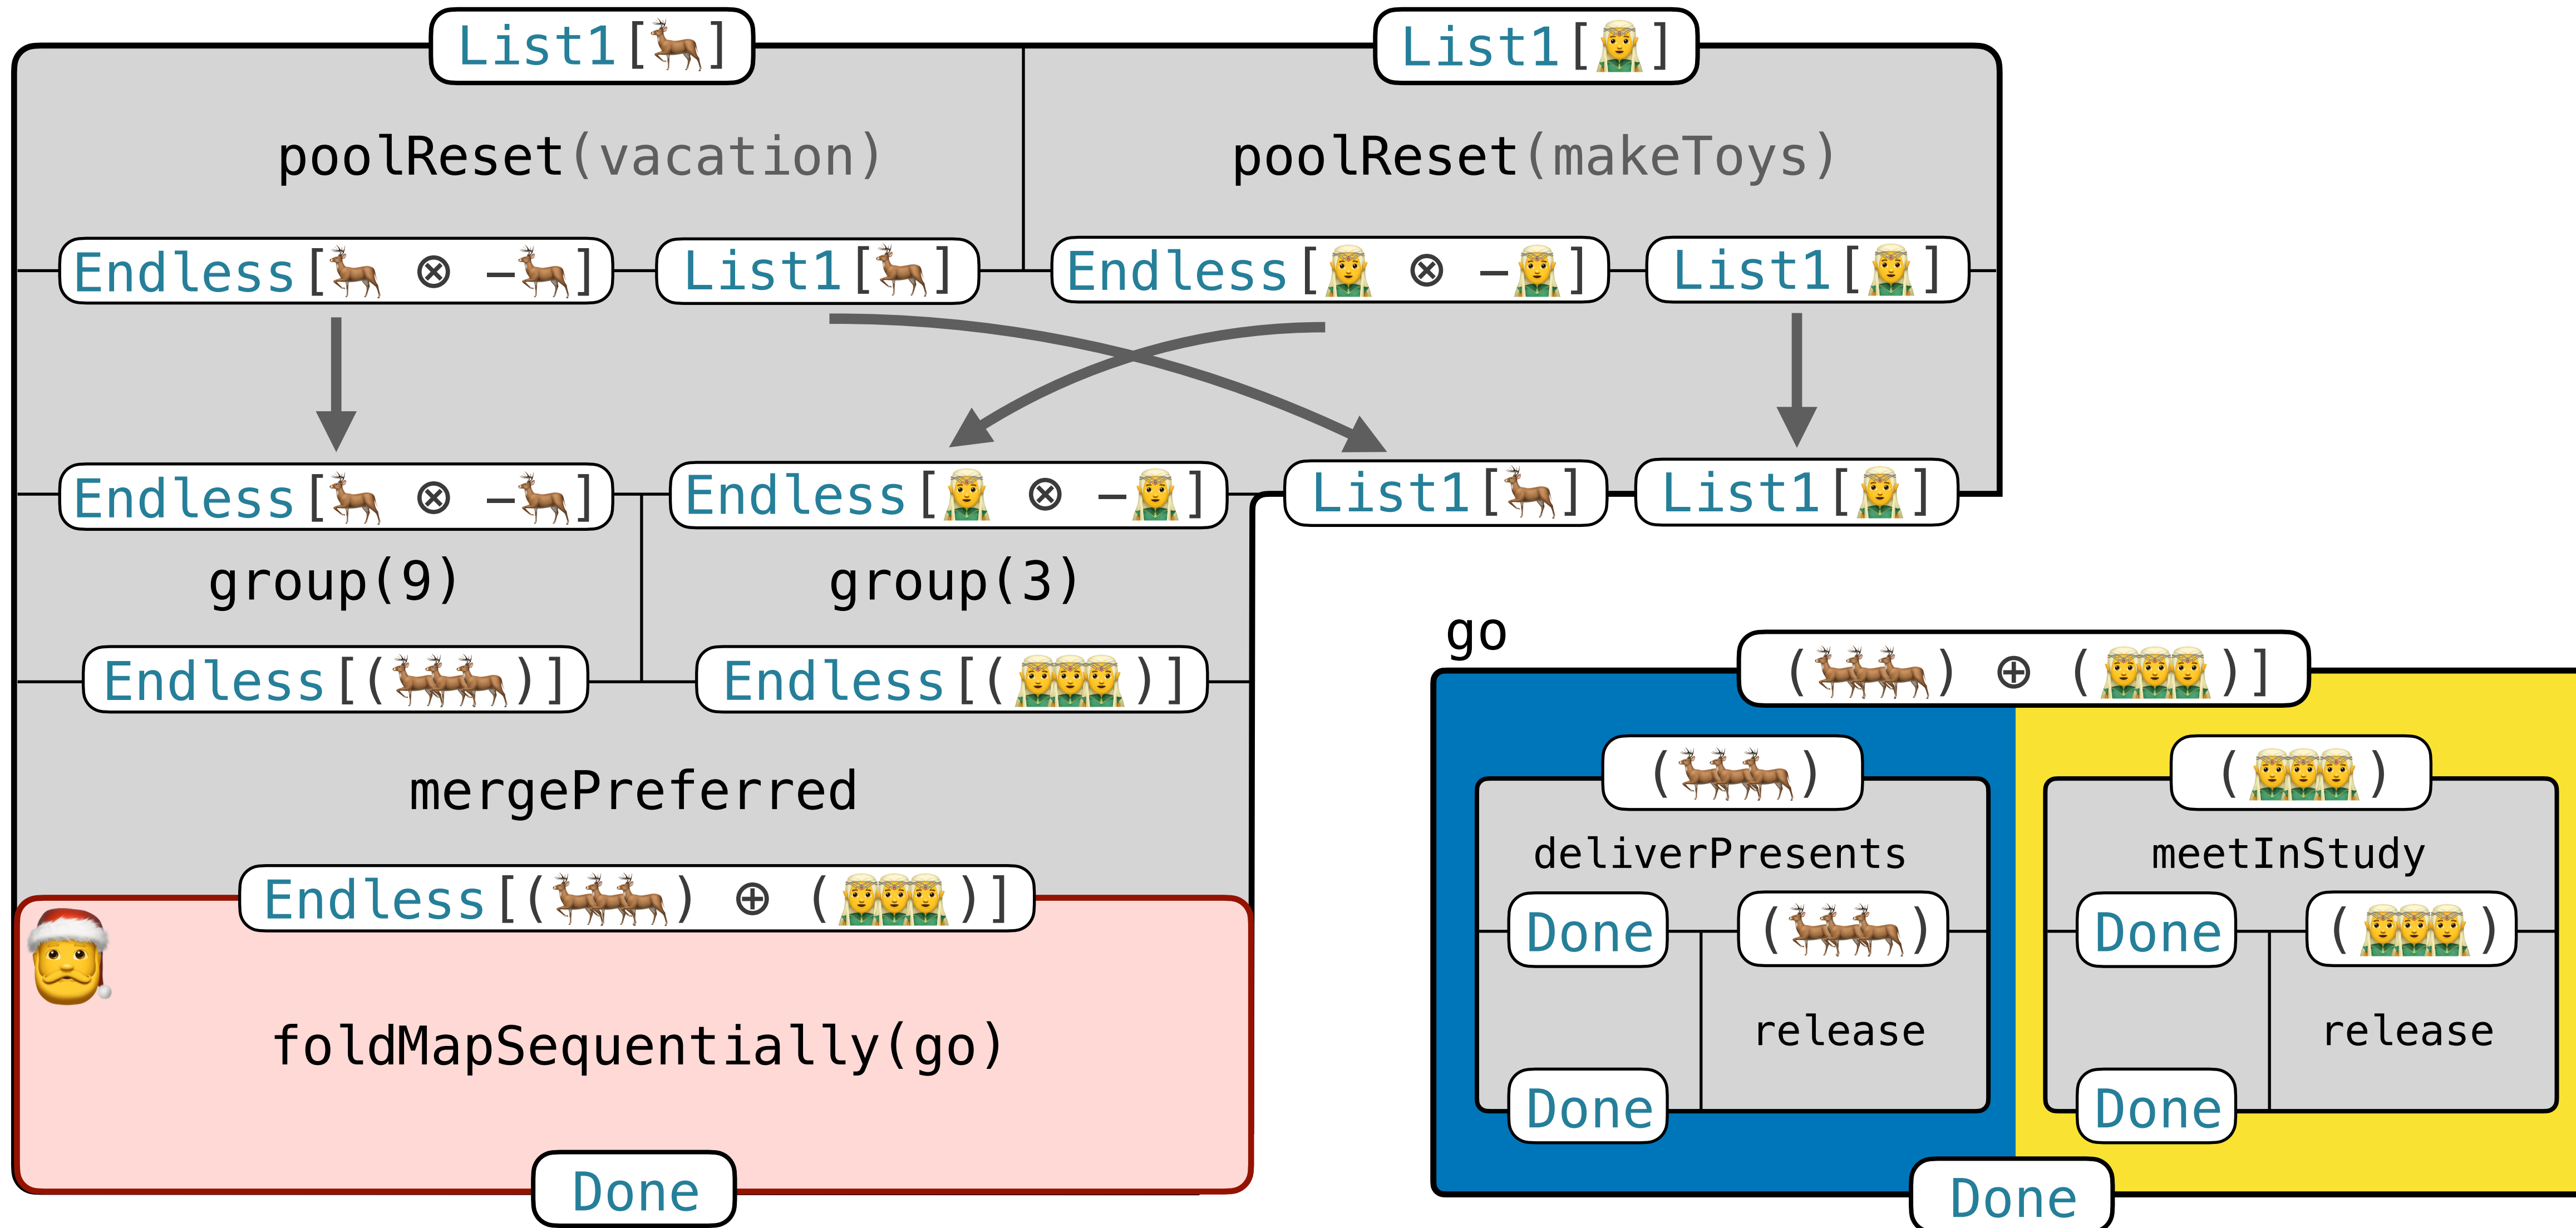 List1[🦌]
List1[🧝]
poolReset(vacation)
poolReset(makeToys)
Endless[🦌 ⊗ −🦌]
List1[🦌]
Endless[🧝 ⊗ −🧝]
List1[🧝]
Endless[🦌 ⊗ −🦌]
Endless[🧝 ⊗ −🧝]
List1[🦌]
List1[🧝]
group(9)
group(3)
Endless[(🦌🦌🦌)]
Endless[(🧝🧝🧝)]
mergePreferred
Endless[(🦌🦌🦌) ⊕ (🧝🧝🧝)]
foldMapSequentially(go)
Done
go
(🦌🦌🦌) ⊕ (🧝🧝🧝)]
(🦌🦌🦌)
(🧝🧝🧝)
deliverPresents
meetInStudy
Done
(🦌🦌🦌)
Done
(🧝🧝🧝)
release
release
Done
Done
Done